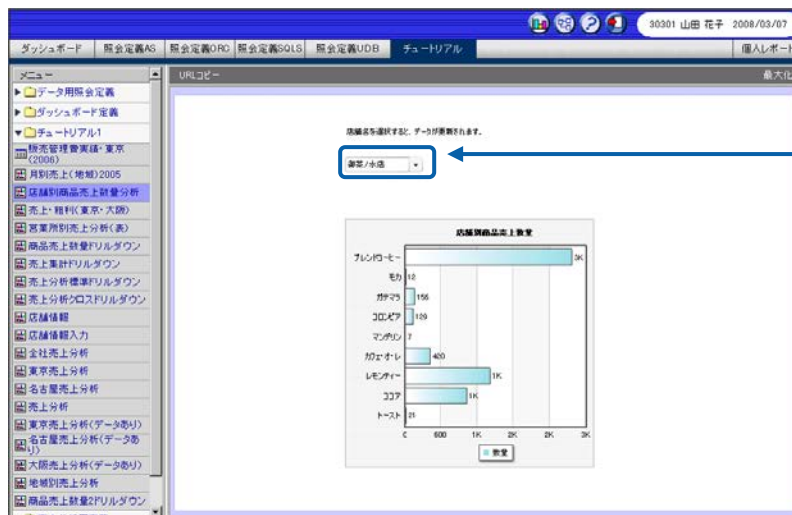 30301 山田 花子 2008/03/07
ダッシュボード 照会定義AS 照会定義ORC 照会定義SQLS 照会定義UDB チュートリアル 個人レポート
メニュー
URLコピー 最大化
データ用照会定義
ダッシュボード定義
チュートリアル1
販売管理費実績・東京(2006)
月別売上(地域)2005
店舗別商品売上数量分析
売上・粗利(東京・大阪)
営業所別売上分析(表)
商品売上数量ドリルダウン
売上集計ドリルダウン
売上分析標準ドリルダウン
売上分析クロスドリルダウン
店舗情報
店舗情報入力
全社売上分析
東京売上分析
名古屋売上分析
売上分析
東京売上分析(データあり)
名古屋売上分析(データあり)
大阪売上分析(データあり)
地域別売上分析
商品売上数量2ドリルダウン
店舗名を選択すると、データが更新されます。
御茶ノ水店
店舗別商品売上数量
ブレンドコーヒー 3K
モカ 12
ガテマラ 156
コロンビア 129
マンデリン 7
カフェ・オ・レ 420
レモンティー 1K
ココア 1K
トースト 21
0 600 1K 2K 2K 3K
数量